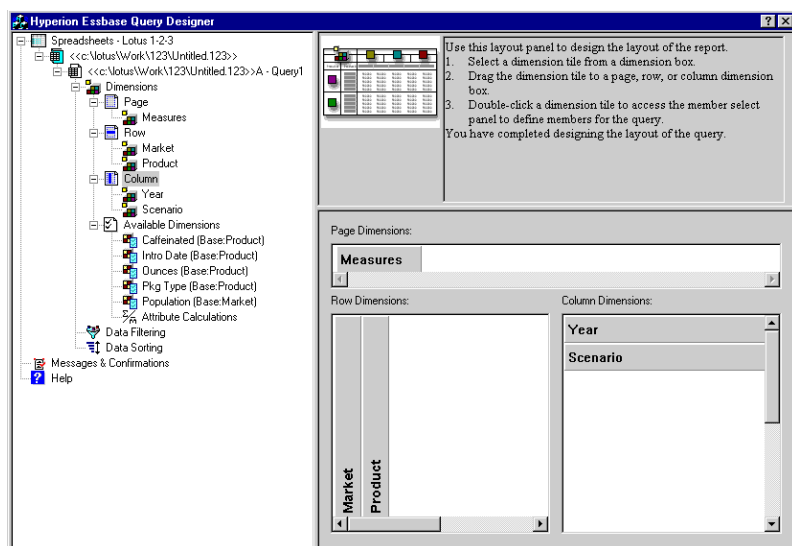 Hyperion Essbase Query Designer
Spreadsheets - Lotus 1-2-3
<<c:\lotus\Work\123\Untitled.123>>
<<c:\lotus\Work\123\Untitled.123>>A - Query1
Dimensions
Page
Measures
Row
Market
Product
Column
Year
Scenario
Available Dimensions
Caffeinated (Base:Product)
Intro Date (Base:Product)
Ounces (Base:Product)
Pkg Type (Base:Product)
Population (Base:Market)
Attribute Calculations
Data Filtering
Data Sorting
Messages & Confirmations
Help
Use this layout panel to design the layout of the report.
1. Select a dimension tile from a dimension box.
2. Drag the dimension tile to a page, row, or column dimension
box.
3. Double-click a dimension tile to access the member select
panel to define members for the query.
You have completed designing the layout of the query.
Page Dimensions:
Measures
Row Dimensions:
Market
Product
Column Dimensions:
Year
Scenario